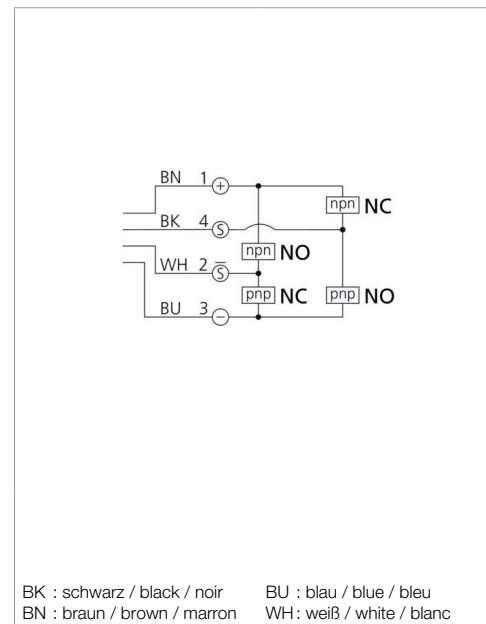 BN 1 +
npn NC
BK 4 S
npn NO
WH 2 S̅
pnp NC pnp NO
BU 3 −
BK : schwarz / black / noir BU : blau / blue / bleu
BN : braun / brown / marron WH : weiß / white / blanc